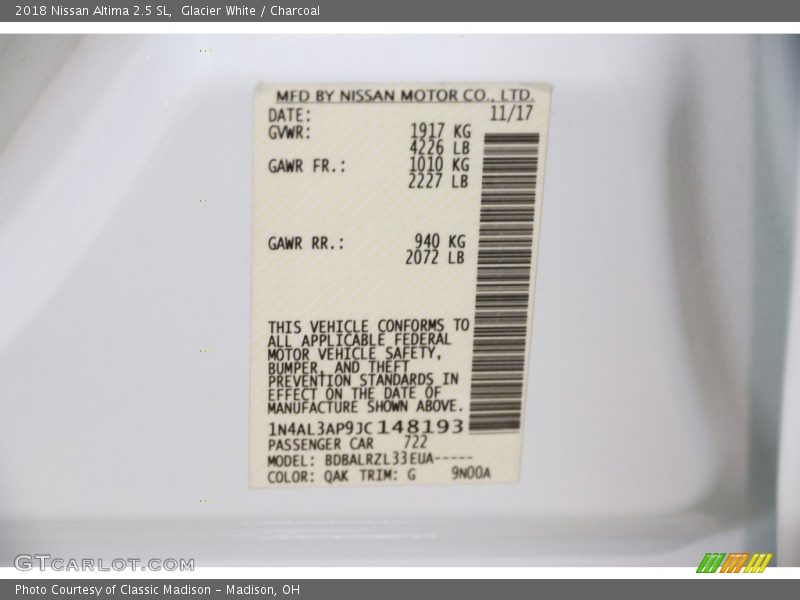 2018 Nissan Altima 2.5 SL, Glacier White / Charcoal
MFD BY NISSAN MOTOR CO., LTD.
DATE: 11/17
GVWR: 1917 KG
4226 LB
GAWR FR.: 1010 KG
2227 LB
GAWR RR.: 940 KG
2072 LB
THIS VEHICLE CONFORMS TO
ALL APPLICABLE FEDERAL
MOTOR VEHICLE SAFETY,
BUMPER, AND THEFT
PREVENTION STANDARDS IN
EFFECT ON THE DATE OF
MANUFACTURE SHOWN ABOVE.
1N4AL3AP9JC148193
PASSENGER CAR 722
MODEL: BDBALRZL33EUA-----
COLOR: QAK TRIM: G 9N00A
GTCARLOT.COM
Photo Courtesy of Classic Madison - Madison, OH